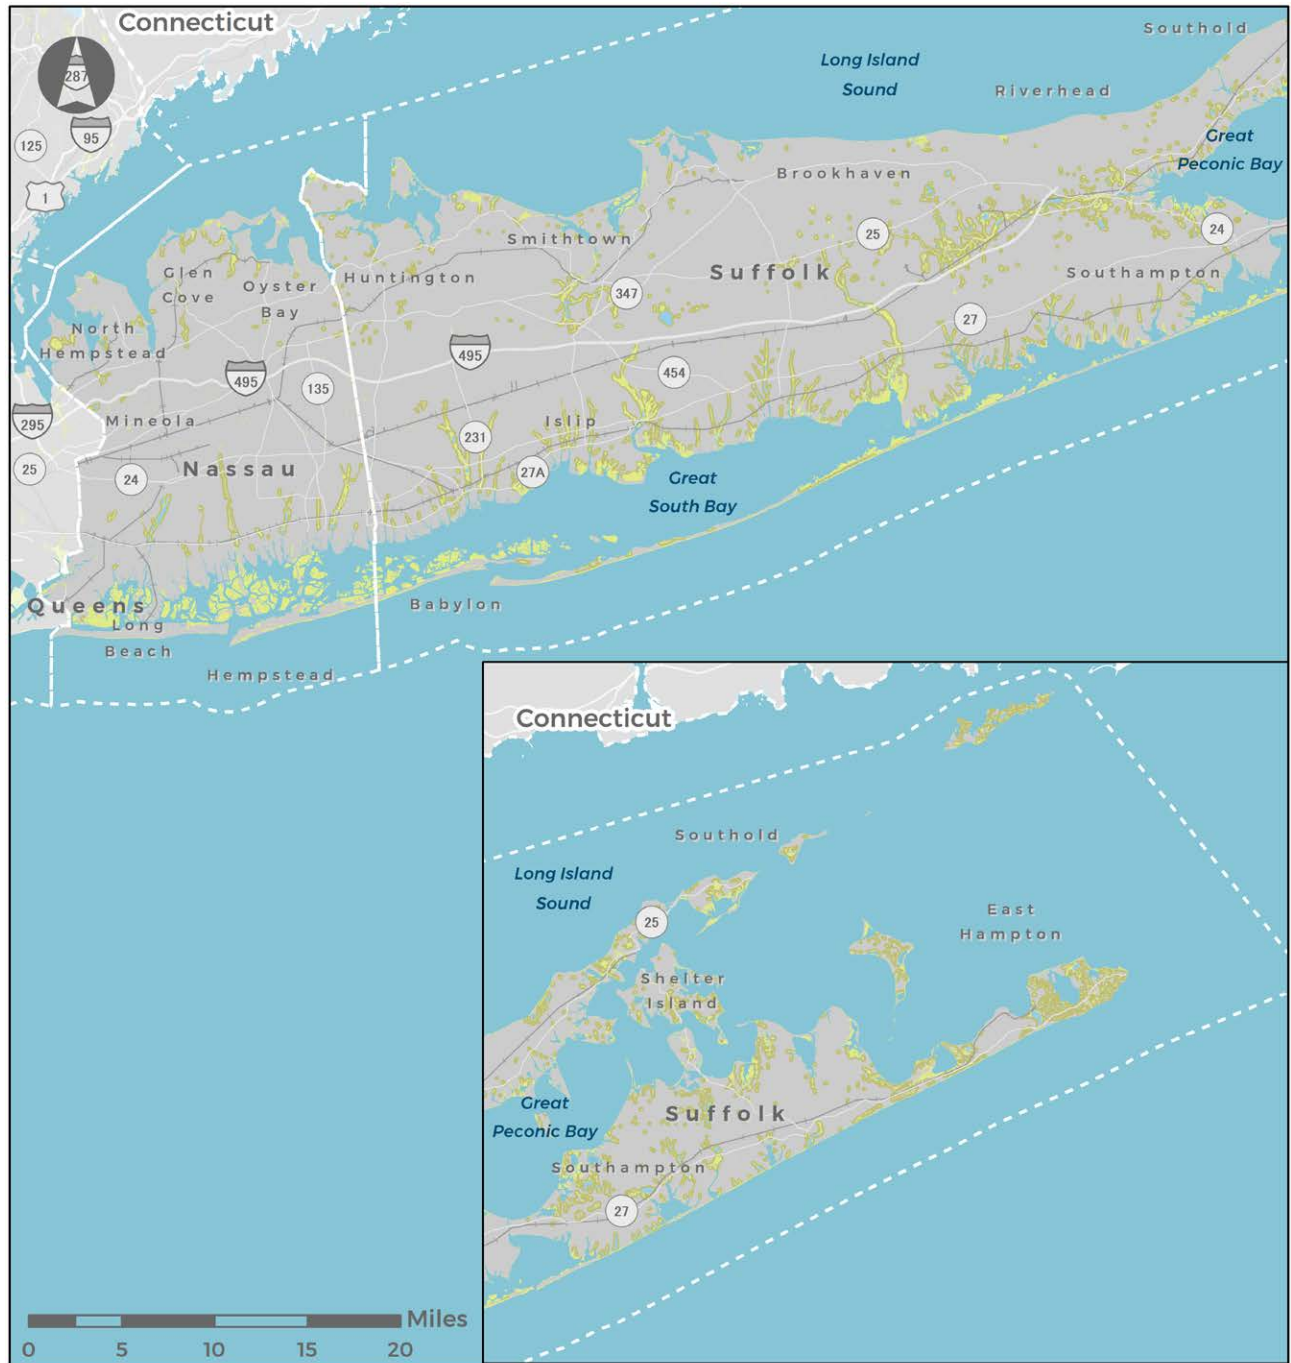 Connecticut
Southold
Long Island
Sound
287
Riverhead
95
125
Great
Peconic Bay
Brookhaven
1
24
25
Smithtown
Glen
Cove
Huntington
Suffolk
Southampton
Oyster
Bay
347
27
North
Hempstead
495
495
454
135
295
Mineola
Islip
231
25
Nassau
27A
24
Great
South Bay
Queens
Babylon
Long
Beach
Hempstead
Connecticut
Southold
Long Island
Sound
25
East
Hampton
Shelter
Island
Great
Peconic Bay
Suffolk
Southampton
27
Miles
0 5 10 15 20